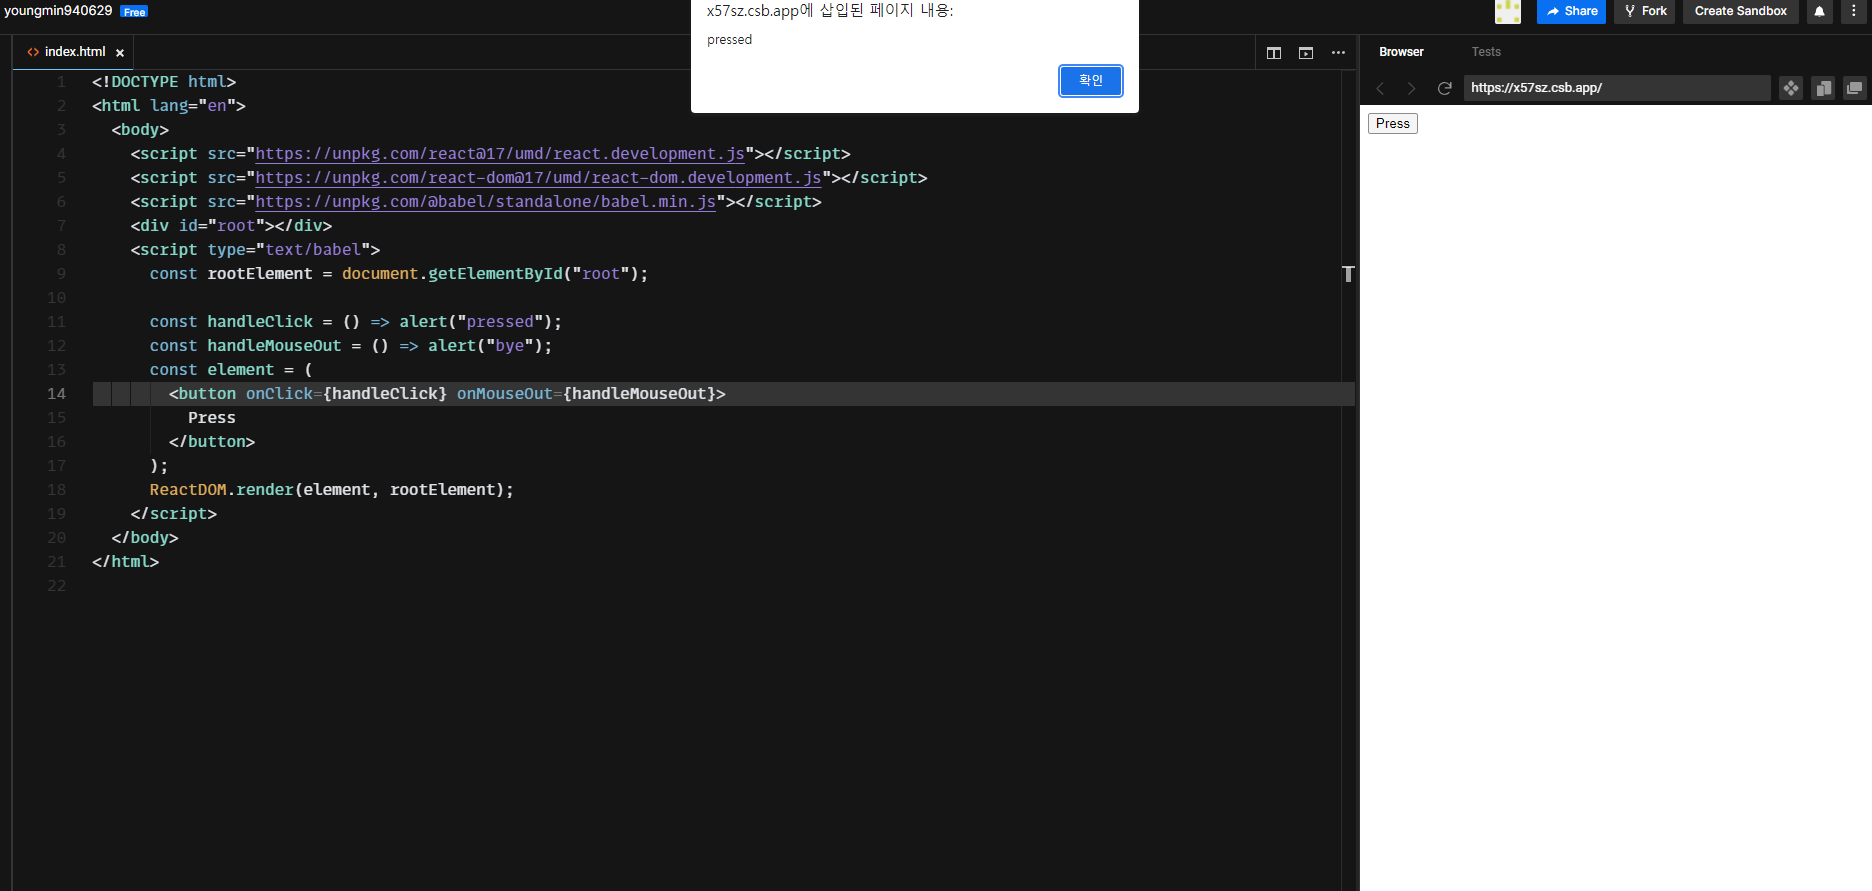 youngmin940629 Free
x57sz.csb.app에 삽입된 페이지 내용:
pressed
확인
Share Fork Create Sandbox
index.html
Browser Tests
https://x57sz.csb.app/
Press
1 <!DOCTYPE html>
2 <html lang="en">
3 <body>
4 <script src="https://unpkg.com/react@17/umd/react.development.js"></script>
5 <script src="https://unpkg.com/react-dom@17/umd/react-dom.development.js"></script>
6 <script src="https://unpkg.com/@babel/standalone/babel.min.js"></script>
7 <div id="root"></div>
8 <script type="text/babel">
9 const rootElement = document.getElementById("root");
10
11 const handleClick = () => alert("pressed");
12 const handleMouseOut = () => alert("bye");
13 const element = (
14 <button onClick={handleClick} onMouseOut={handleMouseOut}>
15 Press
16 </button>
17 );
18 ReactDOM.render(element, rootElement);
19 </script>
20 </body>
21 </html>
22